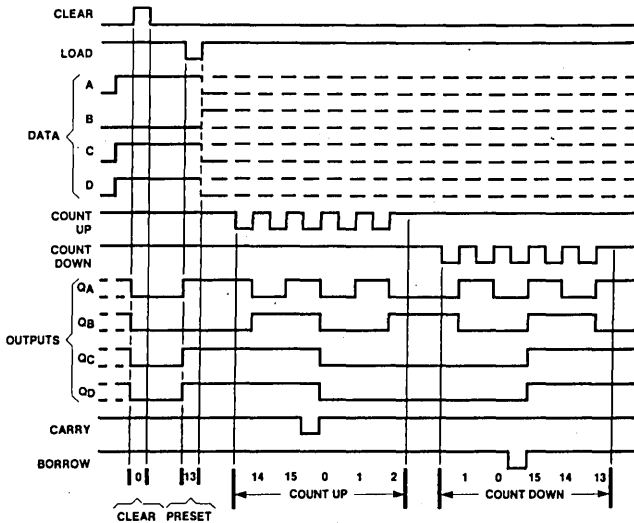 CLEAR
LOAD
A
B
DATA
C
D
COUNT
UP
COUNT
DOWN
QA
QB
OUTPUTS
QC
QD
CARRY
BORROW
0 13 14 15 0 1 2 1 0 15 14 13
COUNT UP COUNT DOWN
CLEAR PRESET